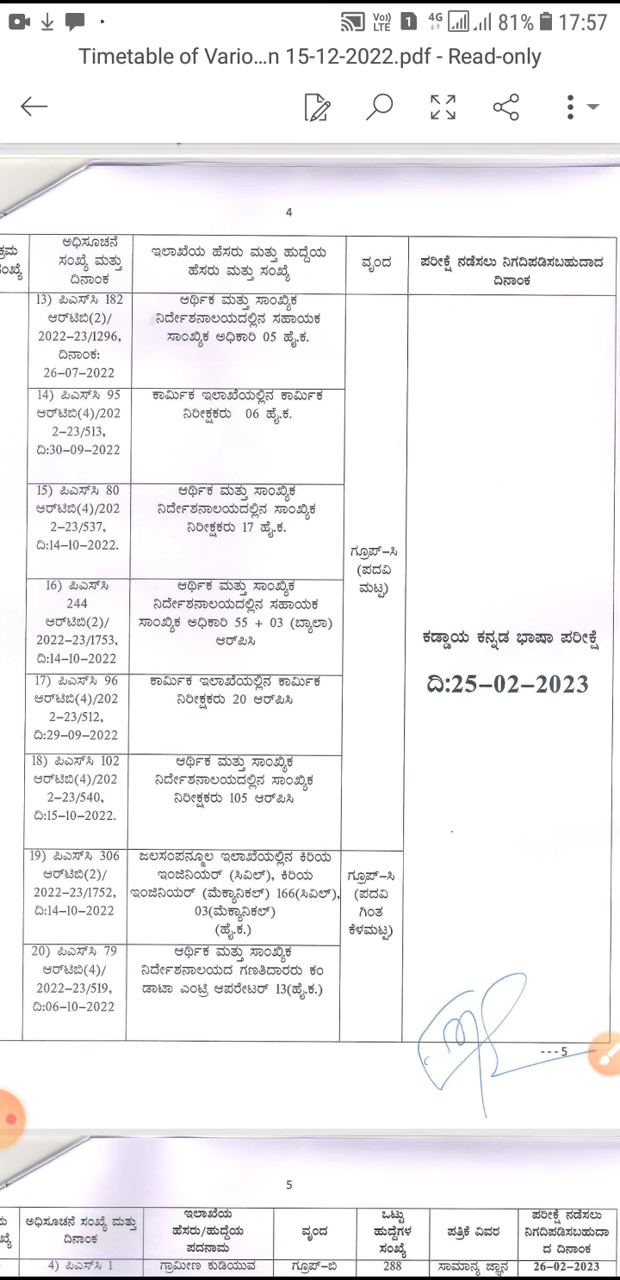 4G 81% 17:57
Timetable of Vario...n 15-12-2022.pdf - Read-only
4
ಅಧಿಸೂಚನೆ
ಸಂಖ್ಯೆ ಮತ್ತು
ದಿನಾಂಕ
ಇಲಾಖೆಯ ಹೆಸರು ಮತ್ತು ಹುದ್ದೆಯ
ಹೆಸರು ಮತ್ತು ಸಂಖ್ಯೆ
ವೃಂದ
ಪರೀಕ್ಷೆ ನಡೆಸಲು ನಿಗದಿಪಡಿಸಬಹುದಾದ
ದಿನಾಂಕ
13) ಪಿಎಸ್‌ಸಿ 182
ಆರ್‌ಟಿಬಿ(2)/
2022-23/1296,
ದಿನಾಂಕ:
26-07-2022
ಆರ್ಥಿಕ ಮತ್ತು ಸಾಂಖ್ಯಿಕ
ನಿರ್ದೇಶನಾಲಯದಲ್ಲಿನ ಸಹಾಯಕ
ಸಾಂಖ್ಯಿಕ ಅಧಿಕಾರಿ 05 ಹೈ.ಕ.
14) ಪಿಎಸ್‌ಸಿ 95
ಆರ್‌ಟಿಬಿ(4)/202
2-23/513,
ದಿ:30-09-2022
ಕಾರ್ಮಿಕ ಇಲಾಖೆಯಲ್ಲಿನ ಕಾರ್ಮಿಕ
ನಿರೀಕ್ಷಕರು 06 ಹೈ.ಕ.
15) ಪಿಎಸ್‌ಸಿ 80
ಆರ್‌ಟಿಬಿ(4)/202
2-23/537,
ದಿ:14-10-2022.
ಆರ್ಥಿಕ ಮತ್ತು ಸಾಂಖ್ಯಿಕ
ನಿರ್ದೇಶನಾಲಯದಲ್ಲಿನ ಸಾಂಖ್ಯಿಕ
ನಿರೀಕ್ಷಕರು 17 ಹೈ.ಕ.
16) ಪಿಎಸ್‌ಸಿ
244
ಆರ್‌ಟಿಬಿ(2)/
2022-23/1753,
ದಿ:14-10-2022
ಆರ್ಥಿಕ ಮತ್ತು ಸಾಂಖ್ಯಿಕ
ನಿರ್ದೇಶನಾಲಯದಲ್ಲಿನ ಸಹಾಯಕ
ಸಾಂಖ್ಯಿಕ ಅಧಿಕಾರಿ 55 + 03 (ಬ್ಯಾಲಾ)
ಆರ್‌ಪಿಸಿ
17) ಪಿಎಸ್‌ಸಿ 96
ಆರ್‌ಟಿಬಿ(4)/202
2-23/512,
ದಿ:29-09-2022
ಕಾರ್ಮಿಕ ಇಲಾಖೆಯಲ್ಲಿನ ಕಾರ್ಮಿಕ
ನಿರೀಕ್ಷಕರು 20 ಆರ್‌ಪಿಸಿ
18) ಪಿಎಸ್‌ಸಿ 102
ಆರ್‌ಟಿಬಿ(4)/202
2-23/540,
ದಿ:15-10-2022.
ಆರ್ಥಿಕ ಮತ್ತು ಸಾಂಖ್ಯಿಕ
ನಿರ್ದೇಶನಾಲಯದಲ್ಲಿನ ಸಾಂಖ್ಯಿಕ
ನಿರೀಕ್ಷಕರು 105 ಆರ್‌ಪಿಸಿ
ಗ್ರೂಪ್-ಸಿ
(ಪದವಿ
ಮಟ್ಟ)
ಕಡ್ಡಾಯ ಕನ್ನಡ ಭಾಷಾ ಪರೀಕ್ಷೆ
ದಿ:25-02-2023
19) ಪಿಎಸ್‌ಸಿ 306
ಆರ್‌ಟಿಬಿ(2)/
2022-23/1752,
ದಿ:14-10-2022
ಜಲಸಂಪನ್ಮೂಲ ಇಲಾಖೆಯಲ್ಲಿನ ಕಿರಿಯ
ಇಂಜಿನಿಯರ್ (ಸಿವಿಲ್), ಕಿರಿಯ
ಇಂಜಿನಿಯರ್ (ಮೆಕ್ಯಾನಿಕಲ್) 166(ಸಿವಿಲ್),
03(ಮೆಕ್ಯಾನಿಕಲ್)
(ಹೈ.ಕ.)
ಗ್ರೂಪ್-ಸಿ
(ಪದವಿ
ಗಿಂತ
ಕೆಳಮಟ್ಟ)
20) ಪಿಎಸ್‌ಸಿ 79
ಆರ್‌ಟಿಬಿ(4)/
2022-23/519,
ದಿ:06-10-2022
ಆರ್ಥಿಕ ಮತ್ತು ಸಾಂಖ್ಯಿಕ
ನಿರ್ದೇಶನಾಲಯದ ಗಣತಿದಾರರು ಕಂ
ಡಾಟಾ ಎಂಟ್ರಿ ಆಪರೇಟರ್ 13(ಹೈ.ಕ.)
---5
5
ಅಧಿಸೂಚನೆ ಸಂಖ್ಯೆ ಮತ್ತು
ದಿನಾಂಕ
ಇಲಾಖೆಯ
ಹೆಸರು/ಹುದ್ದೆಯ
ಪದನಾಮ
ವೃಂದ
ಒಟ್ಟು
ಹುದ್ದೆಗಳ
ಸಂಖ್ಯೆ
ಪತ್ರಿಕೆ ವಿವರ
ಪರೀಕ್ಷೆ ನಡೆಸಲು
ನಿಗದಿಪಡಿಸಬಹುದಾ
ದ ದಿನಾಂಕ
4) ಪಿಎಸ್‌ಸಿ 1
ಗ್ರಾಮೀಣ ಕುಡಿಯುವ
ಗ್ರೂಪ್-ಬಿ
288
ಸಾಮಾನ್ಯ ಜ್ಞಾನ
26-02-2023